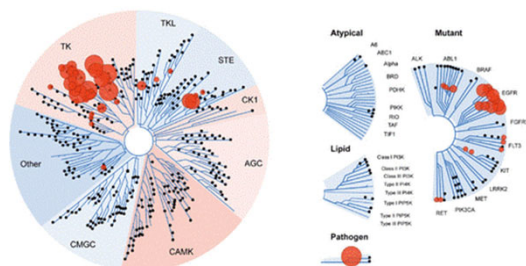 TK
TKL
STE
CK1
AGC
CAMK
CMGC
Other
Atypical
A6
ABC1
Alpha
BRD
PDHK
PIKK
RIO
TAF
TIF1
Lipid
Class I PI3K
Class II PI3K
Class III PI3K
Type II PI4K
Type III PI4K
Type I PIP5K
Type II PIP5K
Type III PIP5K
Pathogen
Mutant
ALK
ABL1
BRAF
EGFR
FGFR
FLT3
KIT
LRRK2
MET
PIK3CA
RET